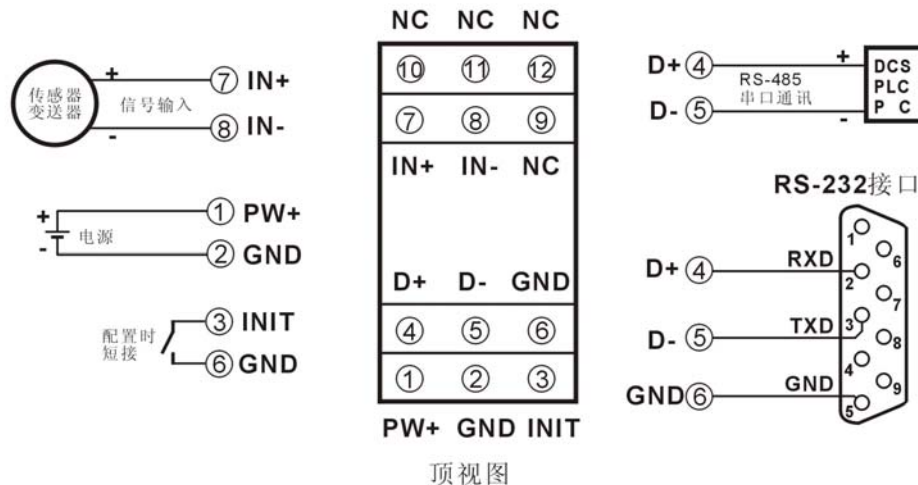 NC NC NC
⑩ ⑪ ⑫
⑦ ⑧ ⑨
IN+ IN- NC
D+ D- GND
④ ⑤ ⑥
① ② ③
PW+ GND INIT
顶视图
传感器
变送器
+
-
信号输入
⑦ IN+
⑧ IN-
+
-
电源
① PW+
② GND
配置时
短接
③ INIT
⑥ GND
D+ ④
D- ⑤
+
-
RS-485
串口通讯
DCS
PLC
P C
RS-232接口
D+ ④ RXD
D- ⑤ TXD
GND ⑥ GND
1
6
2
7
3
8
4
9
5